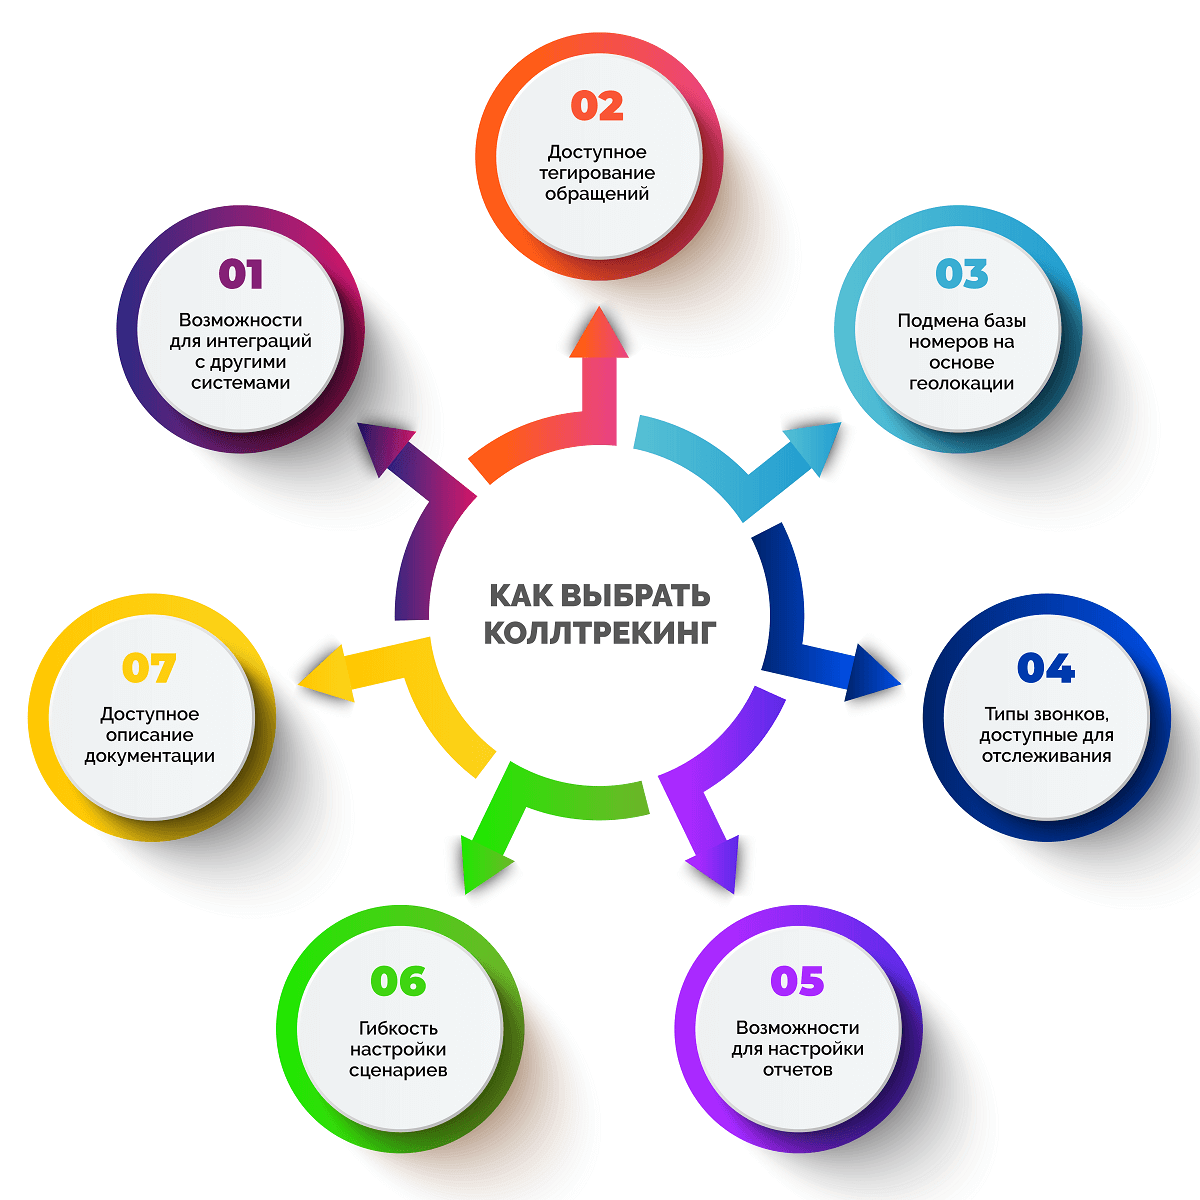 01
Возможности
для интеграций
с другими
системами
02
Доступное
тегирование
обращений
03
Подмена базы
номеров на
основе
геолокации
04
Типы звонков,
доступные для
отслеживания
05
Возможности
для настройки
отчетов
06
Гибкость
настройки
сценариев
07
Доступное
описание
документации
КАК ВЫБРАТЬ
КОЛЛТРЕКИНГ